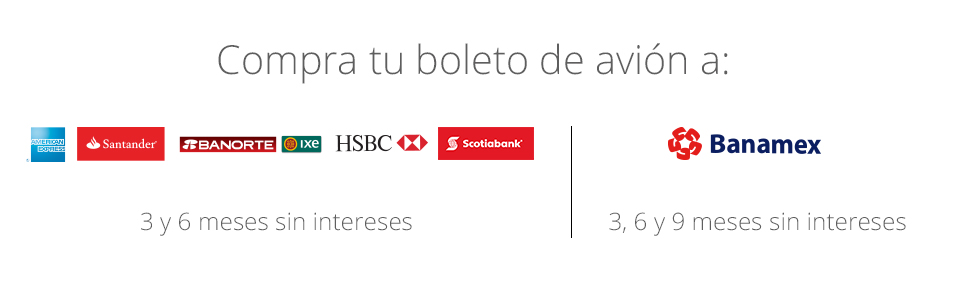 Compra tu boleto de avión a:
AMERICAN EXPRESS Santander BANORTE IXE HSBC Scotiabank Banamex
3 y 6 meses sin intereses
3, 6 y 9 meses sin intereses